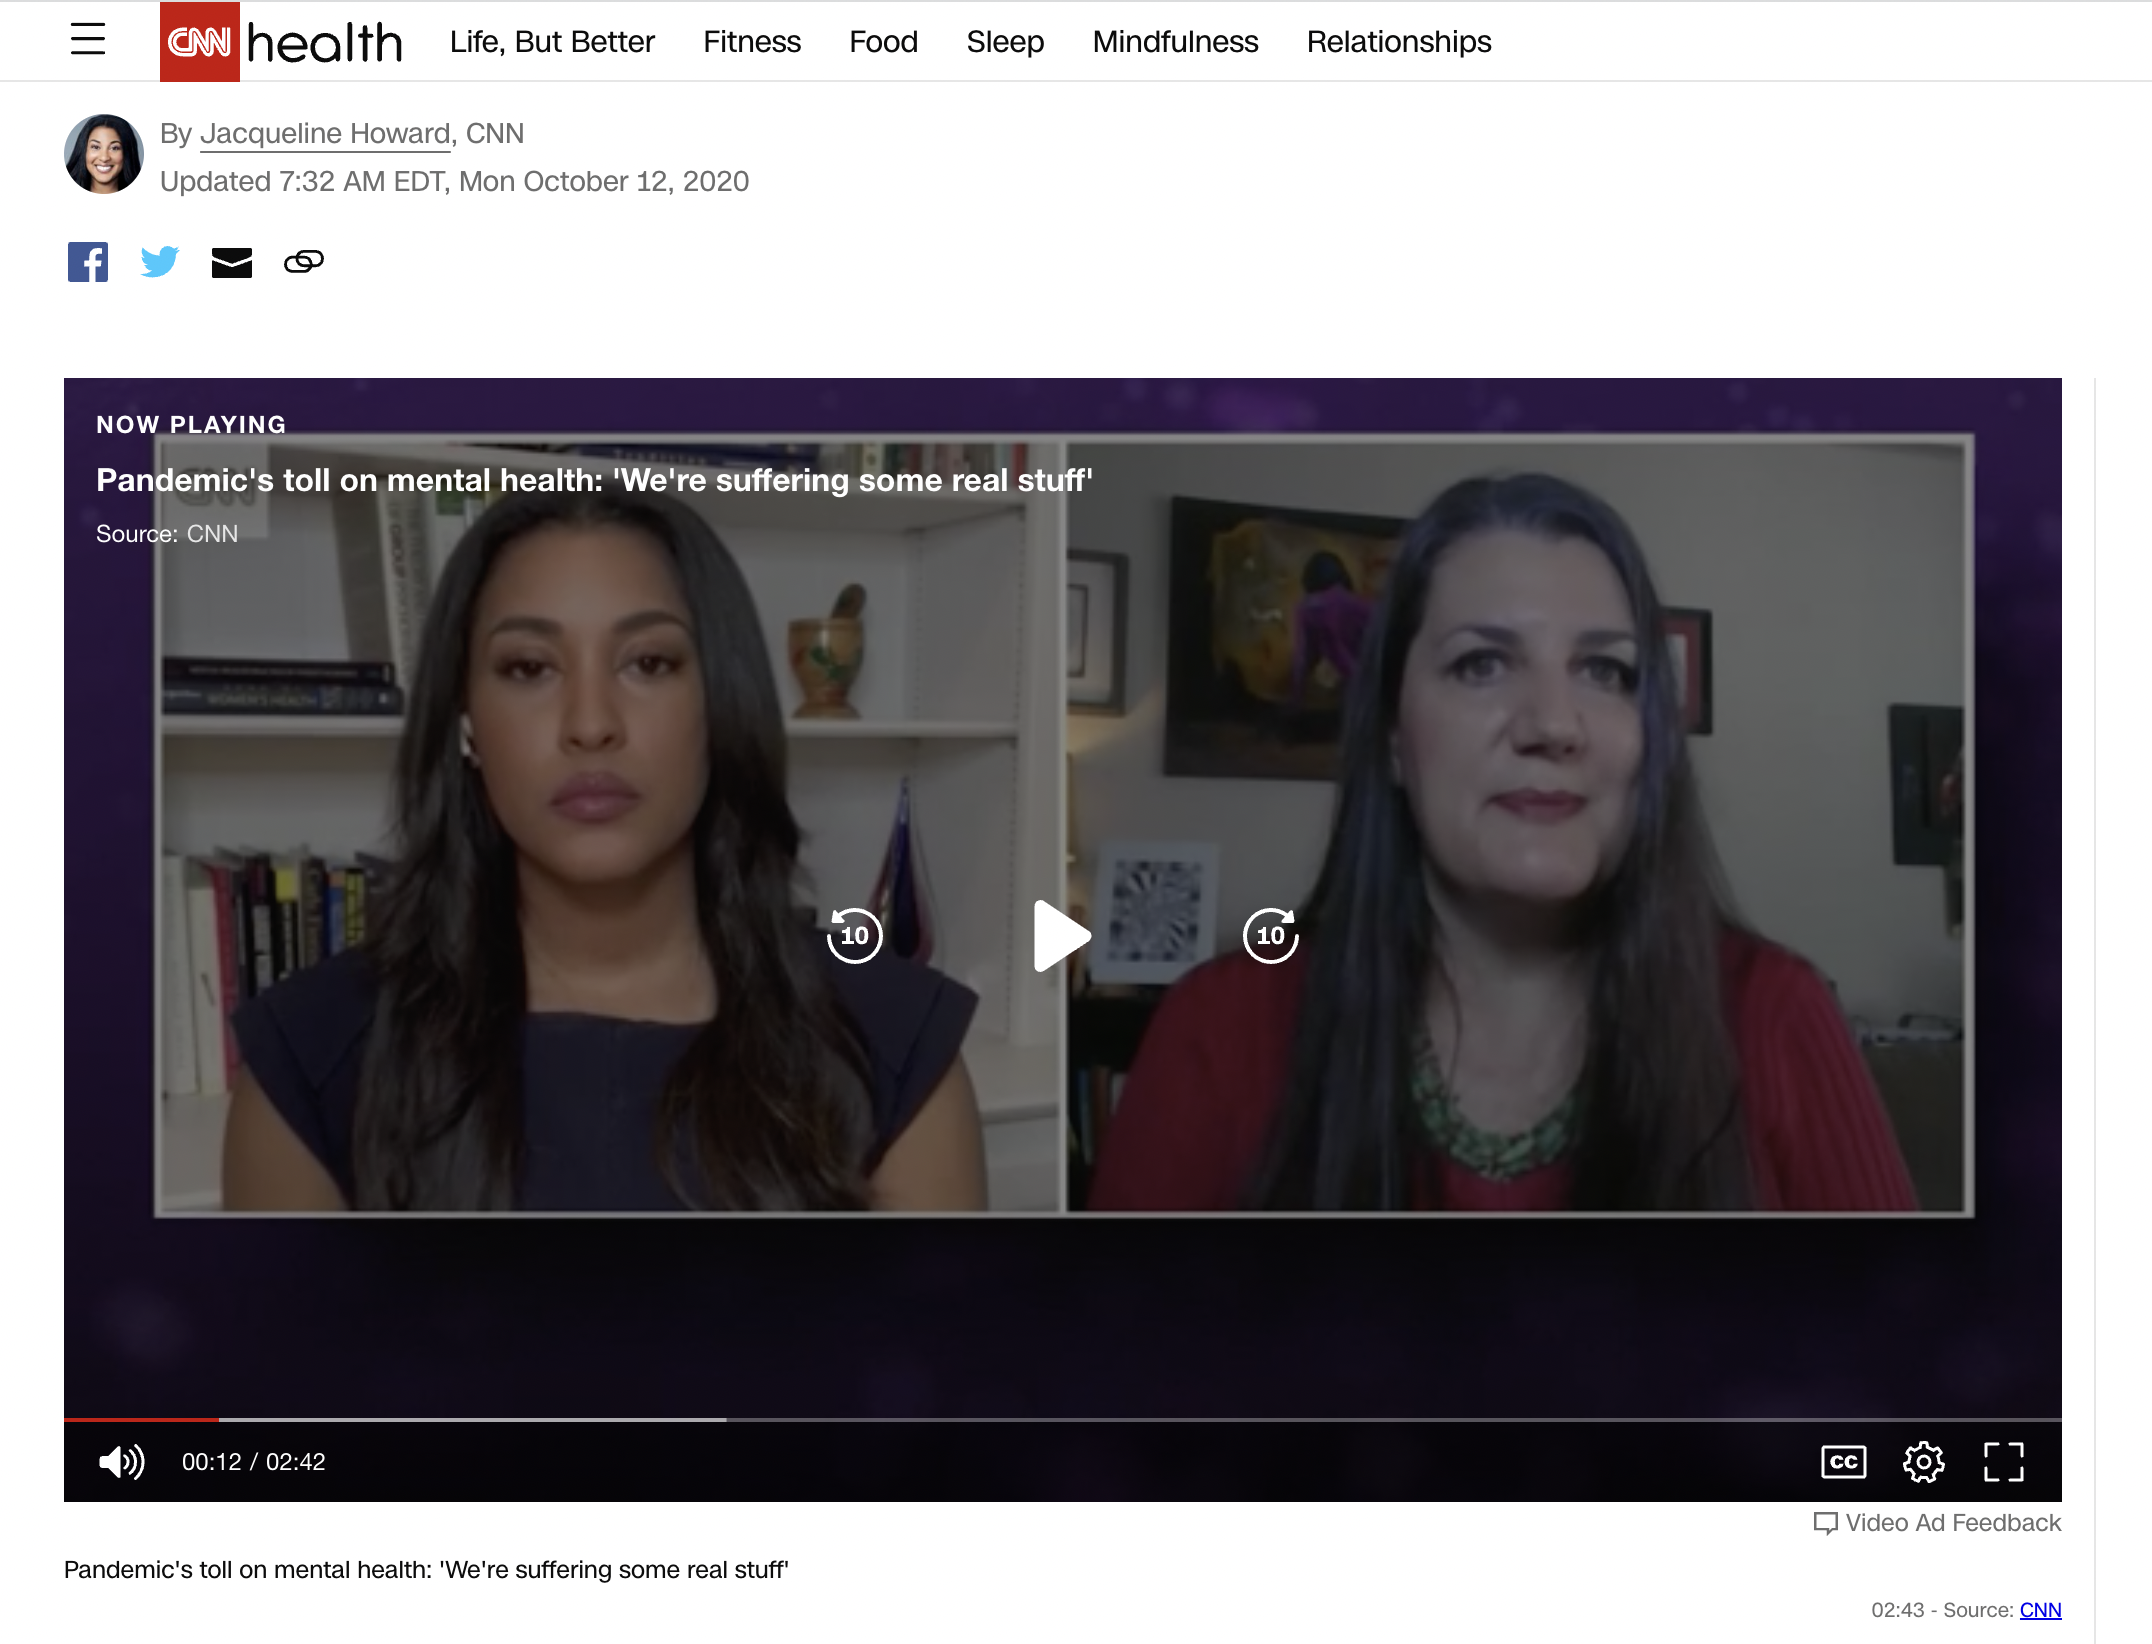 CNN health Life, But Better Fitness Food Sleep Mindfulness Relationships
By Jacqueline Howard, CNN
Updated 7:32 AM EDT, Mon October 12, 2020
NOW PLAYING
Pandemic's toll on mental health: 'We're suffering some real stuff'
Source: CNN
CNN
WOMEN'S HEALTH
10 10
00:12 / 02:42 CC
Video Ad Feedback
Pandemic's toll on mental health: 'We're suffering some real stuff'
02:43 - Source: CNN